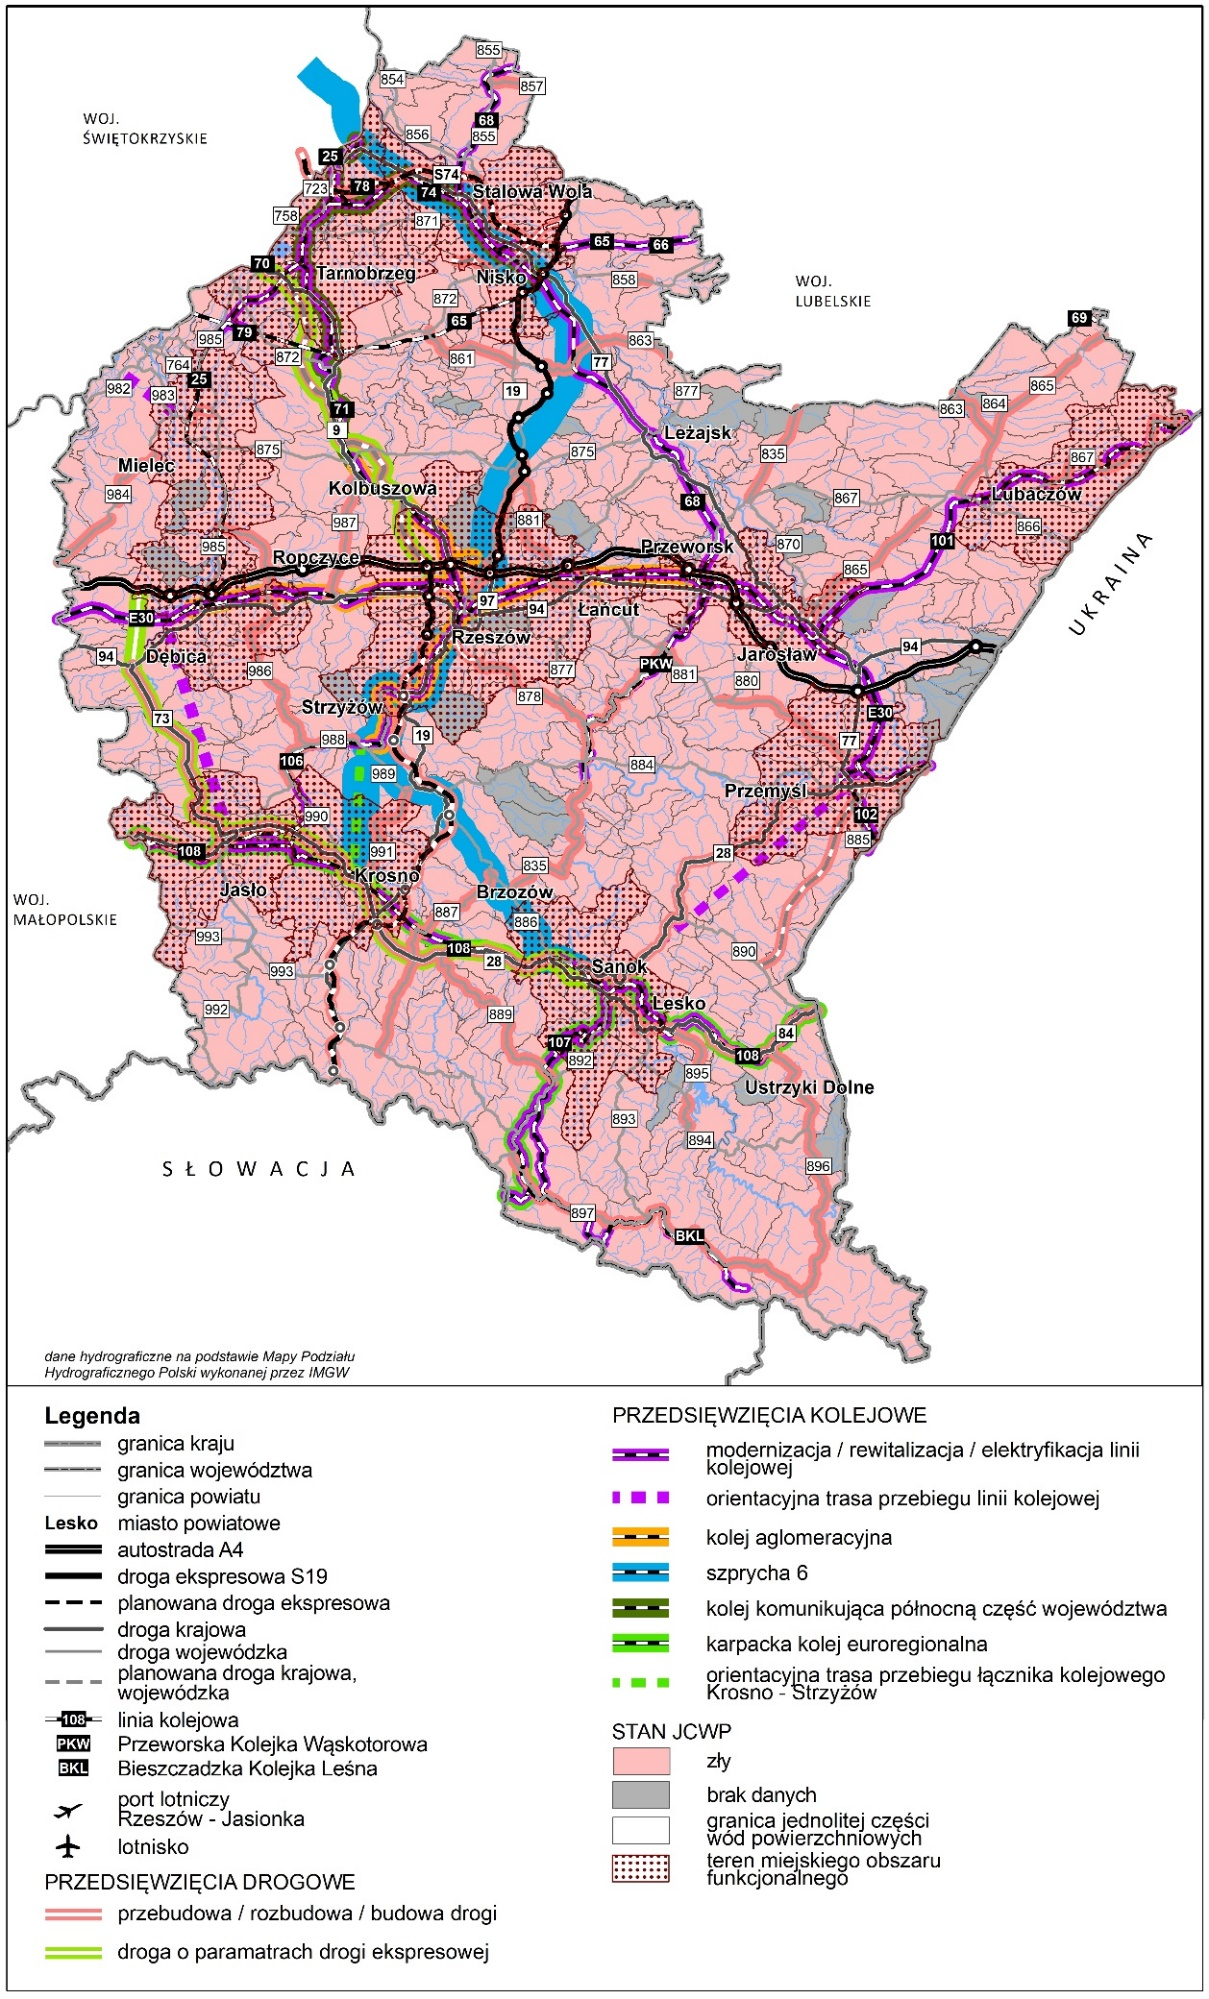 855
854
857
WOJ.
ŚWIĘTOKRZYSKIE
68
856
855
25
S74
723
78
74
Stalowa Wola
758
871
65
66
70
Tarnobrzeg
Nisko
858
WOJ.
LUBELSKIE
872
69
985
79
65
863
872
861
77
764
25
982
983
19
877
865
71
863
864
9
Leżajsk
875
875
835
867
Mielec
Kolbuszowa
984
68
867
Lubaczów
987
881
866
985
Ropczyce
Przeworsk
870
101
865
UKRAINA
E30
97
94
Łańcut
Rzeszów
94
Dębica
Jarosław
94
986
877
PKW
881
880
878
Strzyżów
73
E30
988
19
77
106
989
884
Przemyśl
990
102
885
108
991
28
835
Krosno
Jasło
Brzozów
WOJ.
MAŁOPOLSKIE
887
886
993
108
28
890
993
Sanok
992
Lesko
889
84
107
108
892
895
Ustrzyki Dolne
893
894
896
SŁOWACJA
897
BKL
dane hydrograficzne na podstawie Mapy Podziału
Hydrograficznego Polski wykonanej przez IMGW
Legenda
granica kraju
granica województwa
granica powiatu
Lesko miasto powiatowe
autostrada A4
droga ekspresowa S19
planowana droga ekspresowa
droga krajowa
droga wojewódzka
planowana droga krajowa,
wojewódzka
108 linia kolejowa
PKW Przeworska Kolejka Wąskotorowa
BKL Bieszczadzka Kolejka Leśna
port lotniczy
Rzeszów - Jasionka
lotnisko
PRZEDSIĘWZIĘCIA DROGOWE
przebudowa / rozbudowa / budowa drogi
droga o paramatrach drogi ekspresowej
PRZEDSIĘWZIĘCIA KOLEJOWE
modernizacja / rewitalizacja / elektryfikacja linii
kolejowej
orientacyjna trasa przebiegu linii kolejowej
kolej aglomeracyjna
szprycha 6
kolej komunikująca północną część województwa
karpacka kolej euroregionalna
orientacyjna trasa przebiegu łącznika kolejowego
Krosno - Strzyżów
STAN JCWP
zły
brak danych
granica jednolitej części
wód powierzchniowych
teren miejskiego obszaru
funkcjonalnego